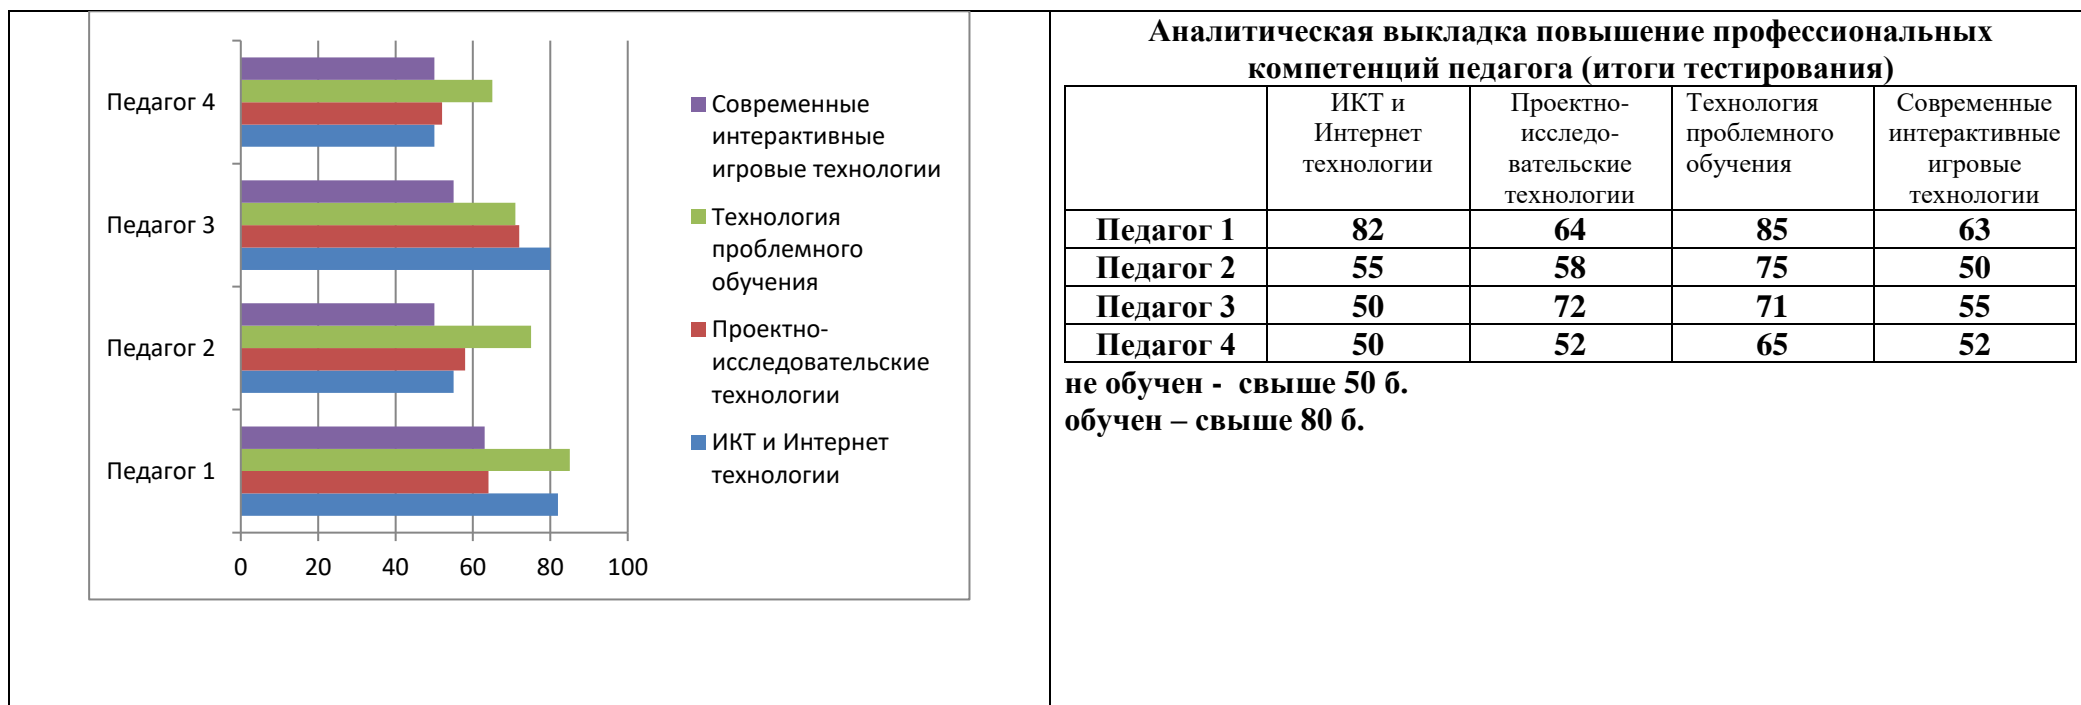 Педагог 4
Педагог 3
Педагог 2
Педагог 1
0 20 40 60 80 100
Современные
интерактивные
игровые технологии
Технология
проблемного
обучения
Проектно-
исследовательские
технологии
ИКТ и Интернет
технологии
Аналитическая выкладка повышение профессиональных
компетенций педагога (итоги тестирования)
ИКТ и
Интернет
технологии
Проектно-
исследо-
вательские
технологии
Технология
проблемного
обучения
Современные
интерактивные
игровые
технологии
Педагог 1 82 64 85 63
Педагог 2 55 58 75 50
Педагог 3 50 72 71 55
Педагог 4 50 52 65 52
не обучен - свыше 50 б.
обучен – свыше 80 б.